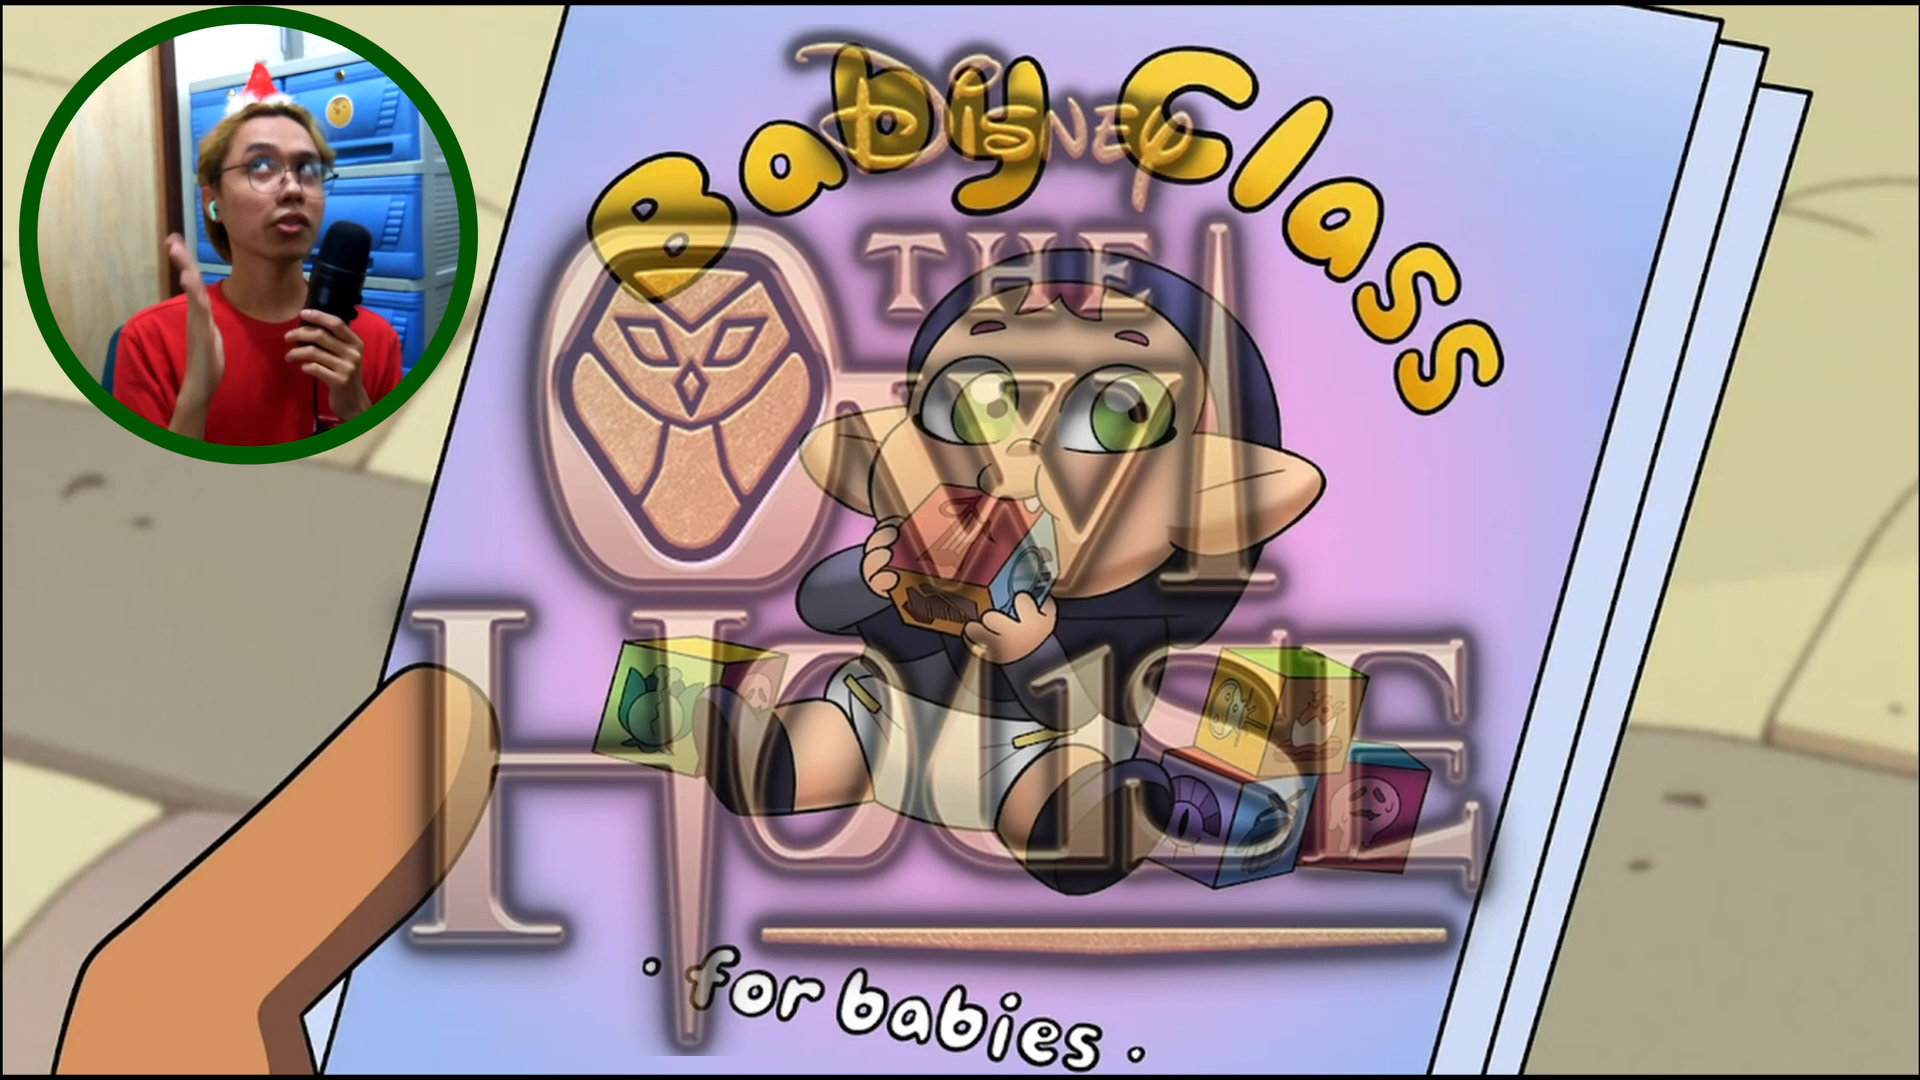 Baby Class
Disney
THE
OWL
HOUSE
· for babies ·